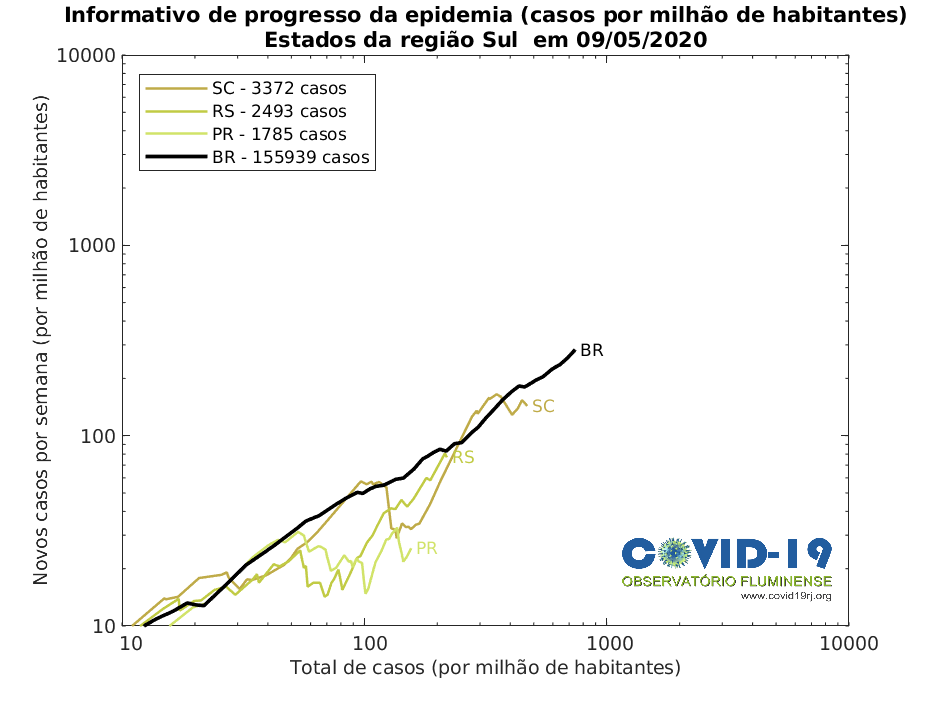 Informativo de progresso da epidemia (casos por milhão de habitantes)
Estados da região Sul  em 09/05/2020
Novos casos por semana (por milhão de habitantes)
10000
1000
100
10
SC - 3372 casos
RS - 2493 casos
PR - 1785 casos
BR - 155939 casos
BR
SC
RS
PR
COVID-19
OBSERVATÓRIO FLUMINENSE
www.covid19rj.org
10
100
1000
10000
Total de casos (por milhão de habitantes)